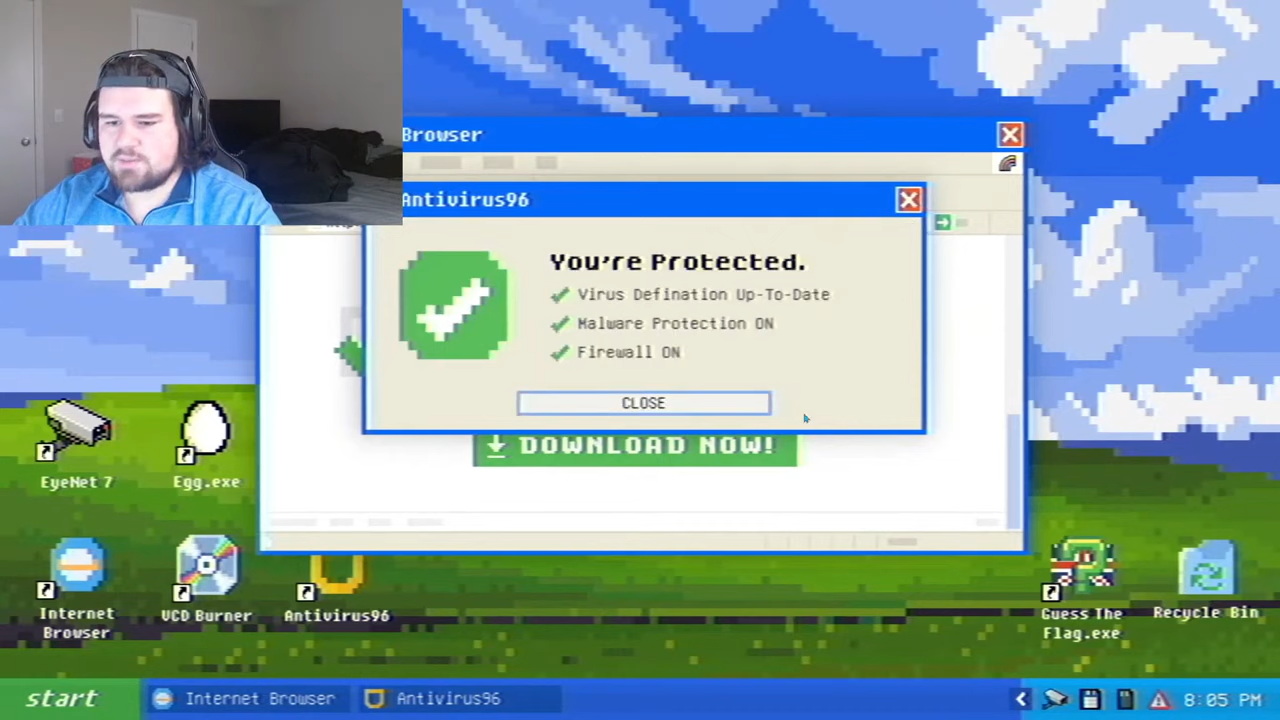 Browser
Antivirus96
You're Protected.
Virus Defination Up-To-Date
Malware Protection ON
Firewall ON
CLOSE
DOWNLOAD NOW!
EyeNet 7
Egg.exe
Internet Browser
VCD Burner
Antivirus96
Guess The Flag.exe
Recycle Bin
start
Internet Browser
Antivirus96
8:05 PM